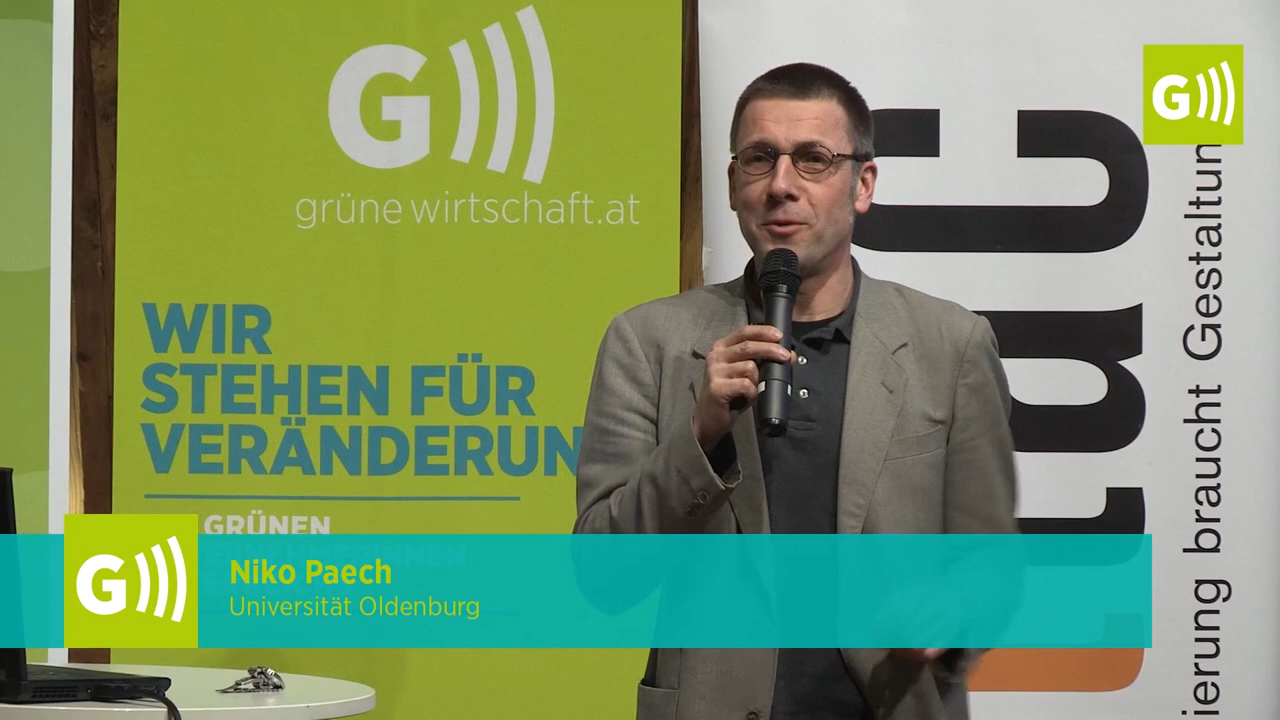 G
grüne wirtschaft.at
WIR
STEHEN FÜR
VERÄNDERUN
GRÜNEN
G
ierung braucht Gestaltun
G
Niko Paech
Universität Oldenburg